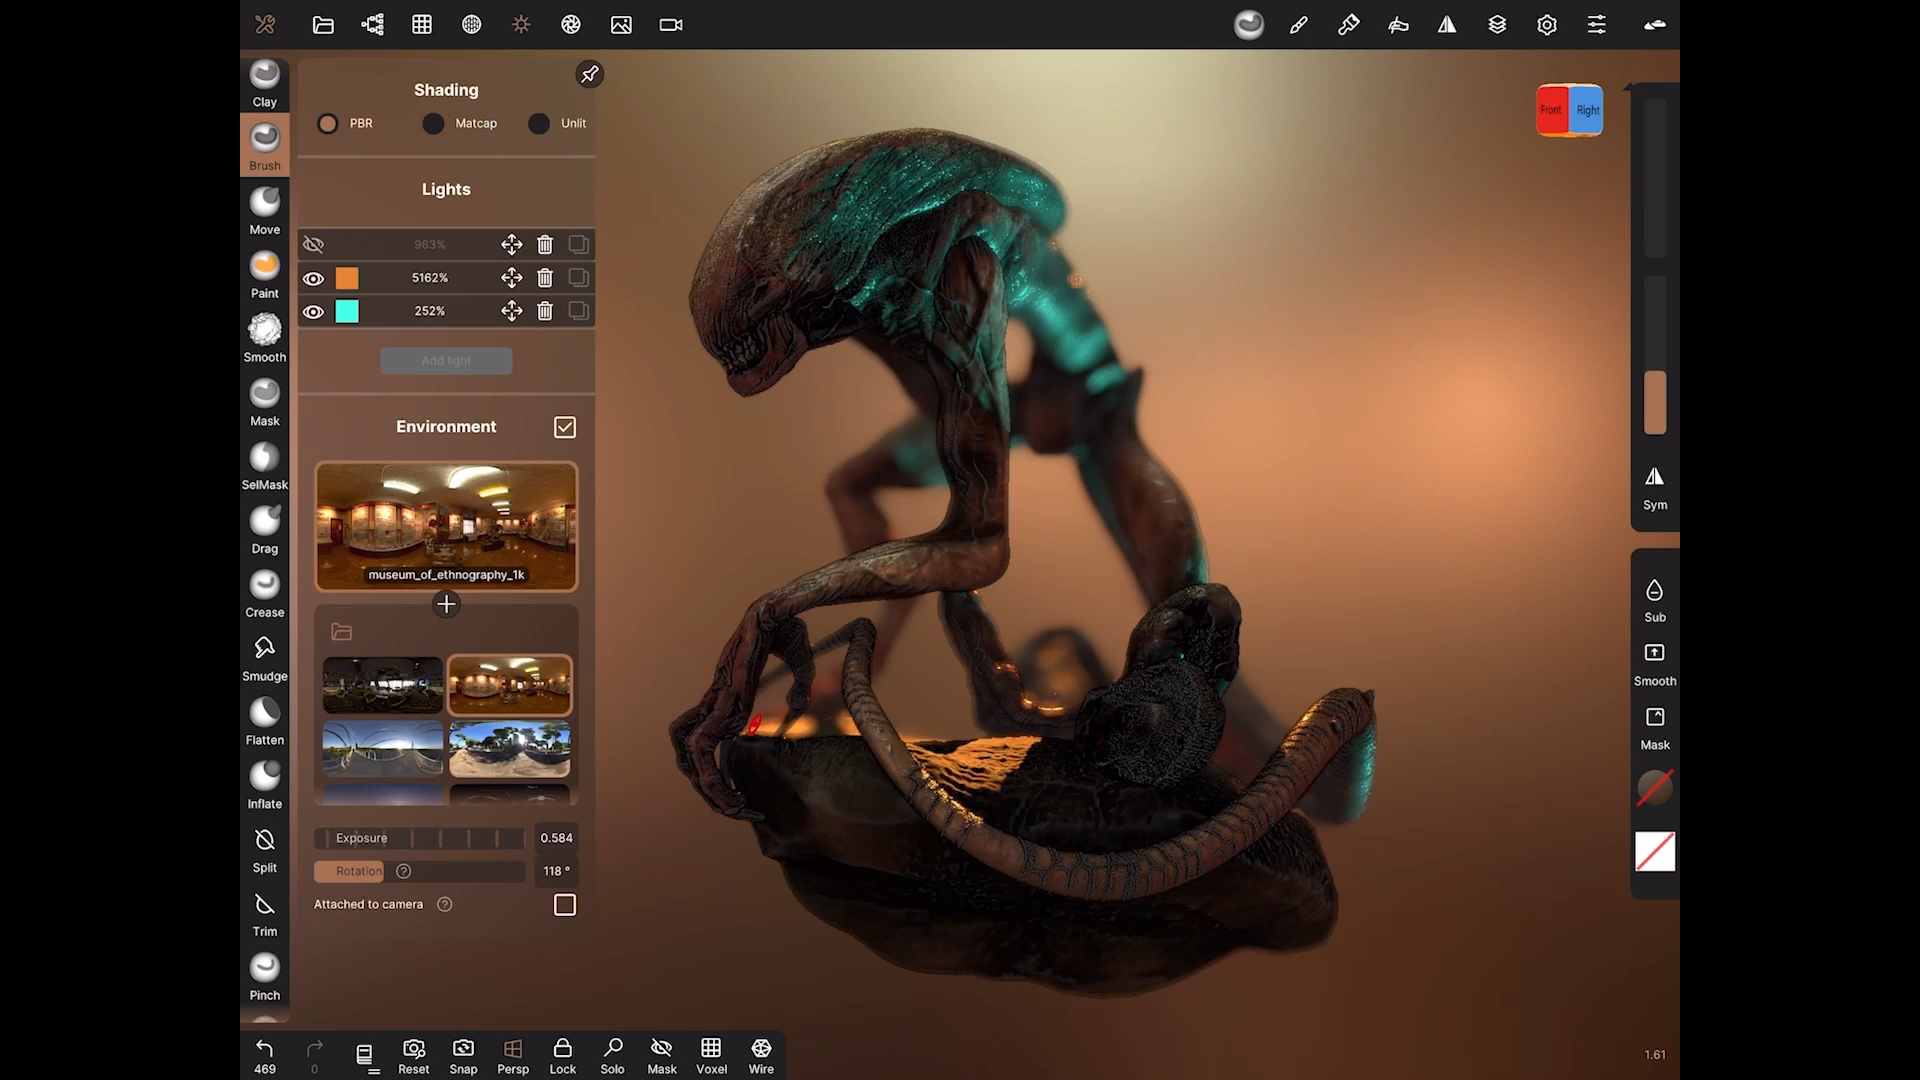 Shading
PBR Matcap Unlit
Lights
963%
5162%
252%
Add light
Environment
museum_of_ethnography_1k
Exposure 0.584
Rotation ? 118 °
Attached to camera ?
Clay
Brush
Move
Paint
Smooth
Mask
SelMask
Drag
Crease
Smudge
Flatten
Inflate
Split
Trim
Pinch
Front Right
Sym
Sub
Smooth
Mask
469 0 Reset Snap Persp Lock Solo Mask Voxel Wire
1.61